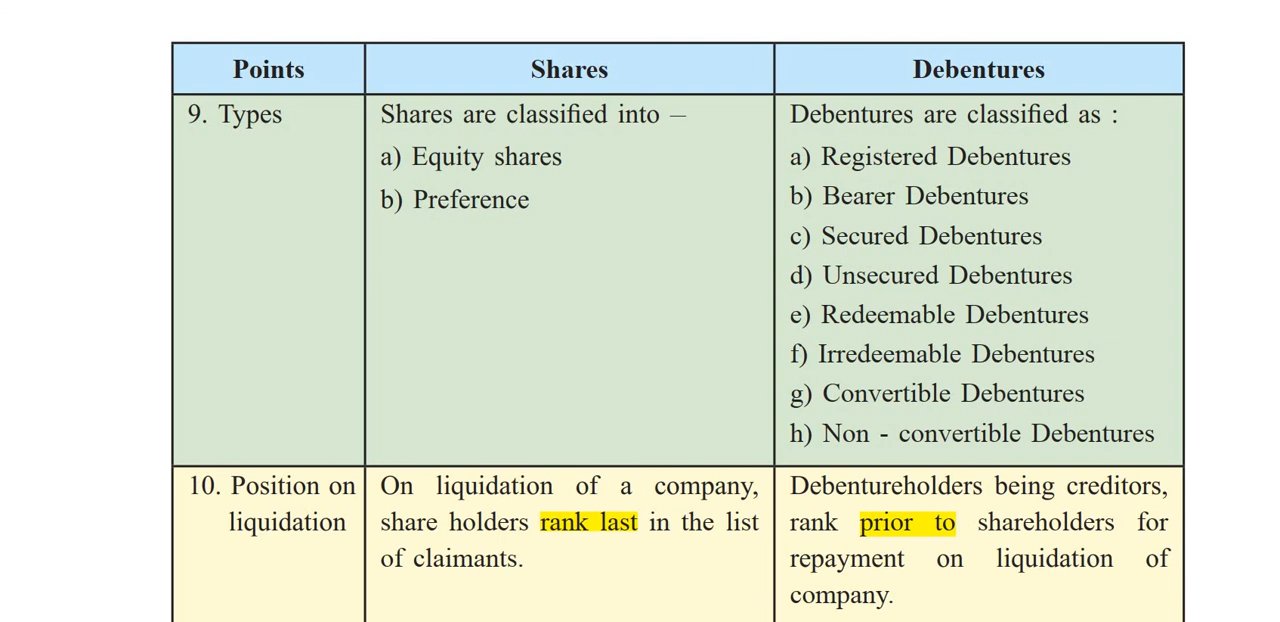 Points Shares Debentures
9. Types
Shares are classified into –
a) Equity shares
b) Preference
Debentures are classified as :
a) Registered Debentures
b) Bearer Debentures
c) Secured Debentures
d) Unsecured Debentures
e) Redeemable Debentures
f) Irredeemable Debentures
g) Convertible Debentures
h) Non - convertible Debentures
10. Position on
liquidation
On liquidation of a company,
share holders rank last in the list
of claimants.
Debentureholders being creditors,
rank prior to shareholders for
repayment on liquidation of
company.